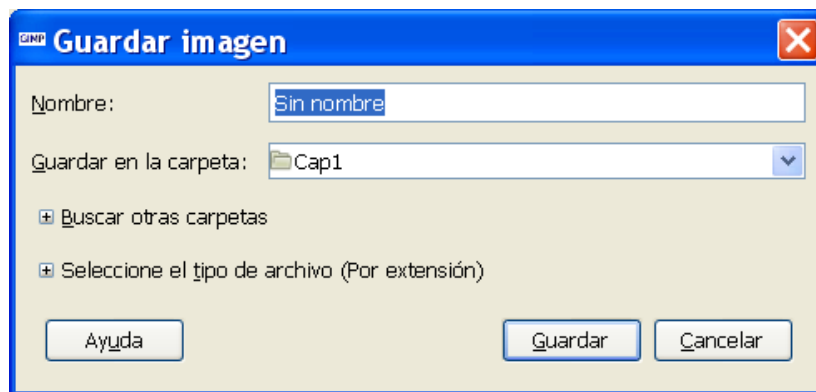 GIMP Guardar imagen
Nombre: Sin nombre
Guardar en la carpeta: Cap1
Buscar otras carpetas
Seleccione el tipo de archivo (Por extensión)
Ayuda Guardar Cancelar